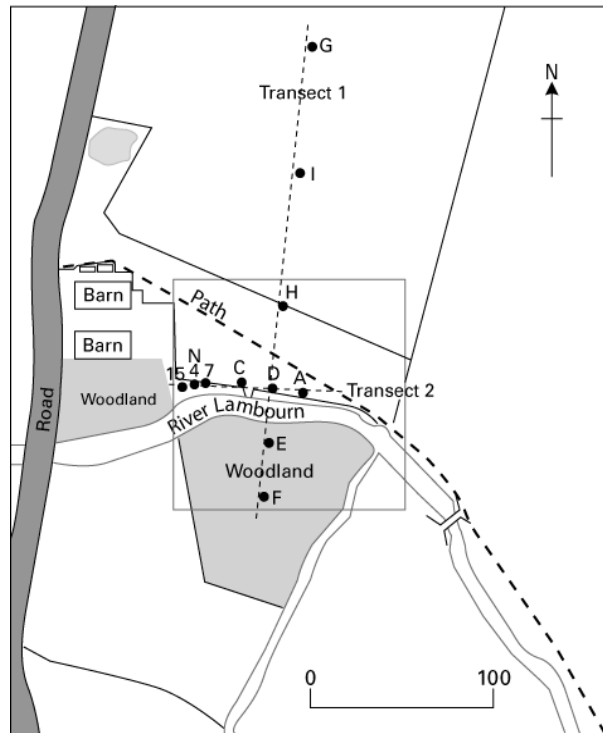 G
Transect 1
N
I
H
Path
Barn
Barn
N
15 4 7
C
D
A
Transect 2
Woodland
River Lambourn
Road
E
Woodland
F
0
100